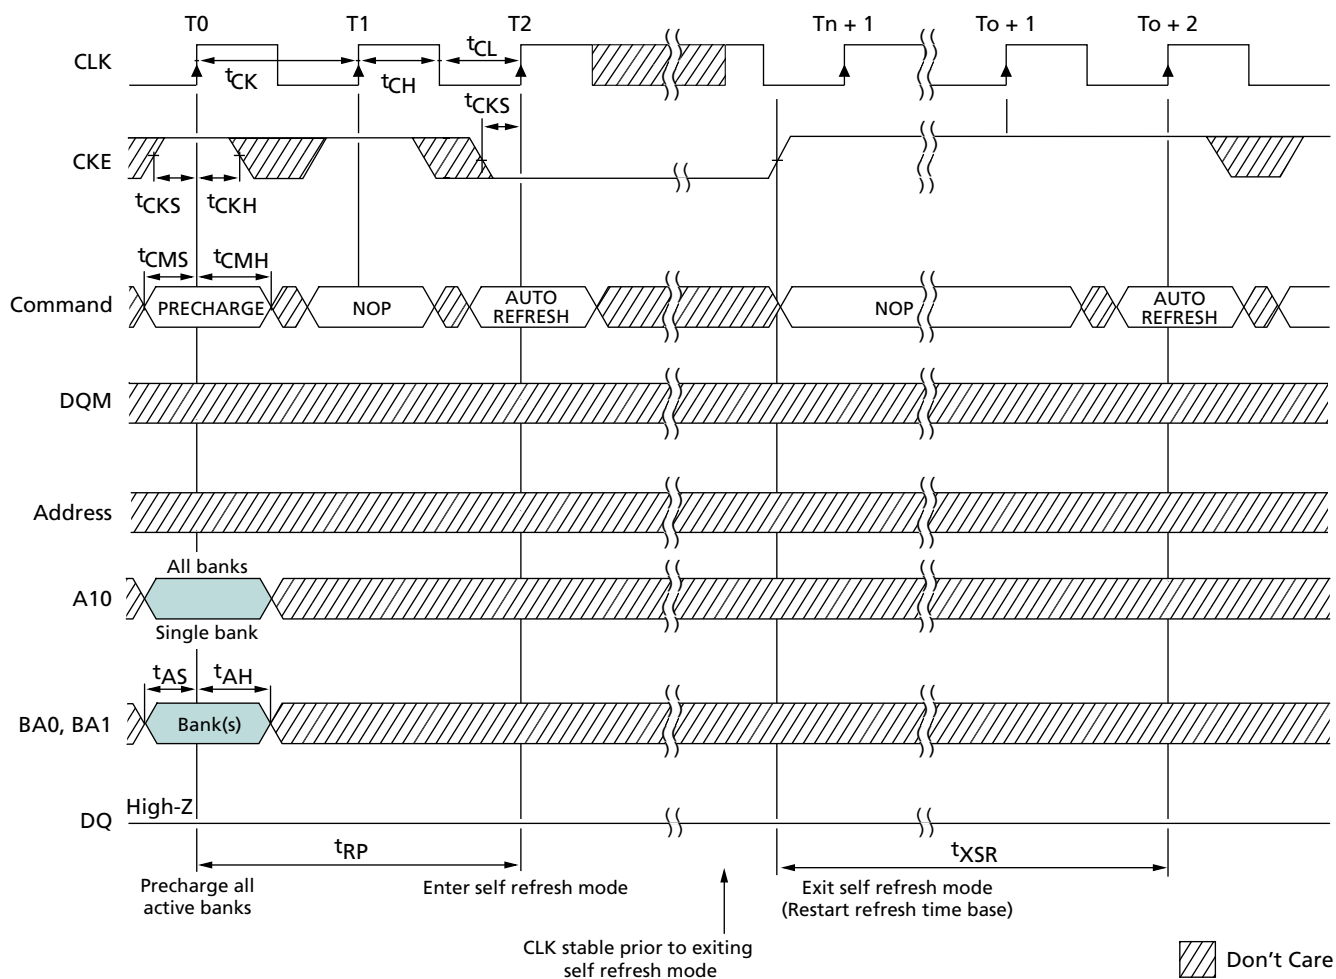 T0 T1 T2 Tn + 1 To + 1 To + 2
CLK
tCK tCH tCL
tCKS
CKE
tCKS tCKH
tCMS tCMH
Command PRECHARGE NOP AUTO REFRESH NOP AUTO REFRESH
DQM
Address
All banks
A10
Single bank
tAS tAH
BA0, BA1 Bank(s)
High-Z
DQ
tRP tXSR
Precharge all
active banks
Enter self refresh mode
Exit self refresh mode
(Restart refresh time base)
CLK stable prior to exiting
self refresh mode
Don't Care